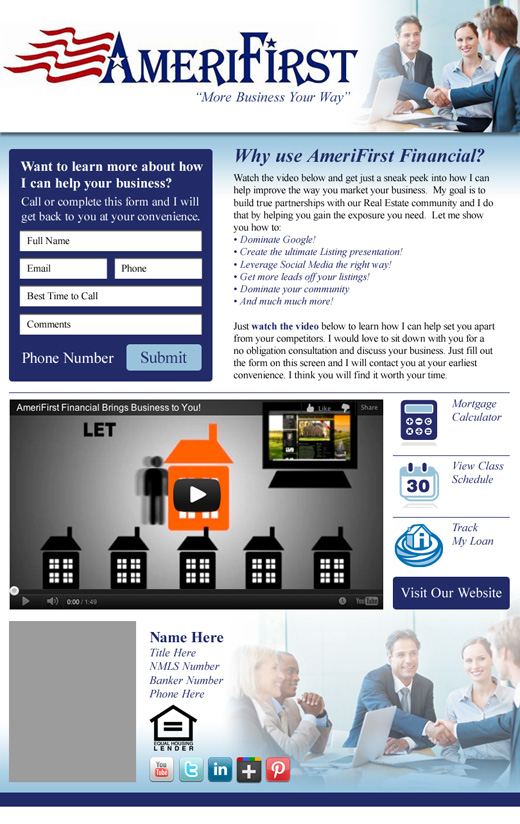 AMERIFIRST
“More Business Your Way”
Want to learn more about how
I can help your business?
Call or complete this form and I will
get back to you at your convenience.
Full Name
Email
Phone
Best Time to Call
Comments
Phone Number
Submit
Why use AmeriFirst Financial?
Watch the video below and get just a sneak peek into how I can
help improve the way you market your business. My goal is to
build true partnerships with our Real Estate community and I do
that by helping you gain the exposure you need. Let me show
you how to:
• Dominate Google!
• Create the ultimate Listing presentation!
• Leverage Social Media the right way!
• Get more leads off your listings!
• Dominate your community
• And much much more!
Just watch the video below to learn how I can help set you apart
from your competitors. I would love to sit down with you for a
no obligation consultation and discuss your business. Just fill out
the form on this screen and I will contact you at your earliest
convenience. I think you will find it worth your time.
AmeriFirst Financial Brings Business to You!
Like
Share
LET
0:00 / 1:49
YouTube
Mortgage
Calculator
30
View Class
Schedule
Track
My Loan
Visit Our Website
Name Here
Title Here
NMLS Number
Banker Number
Phone Here
EQUAL HOUSING
LENDER
You
Tube
in